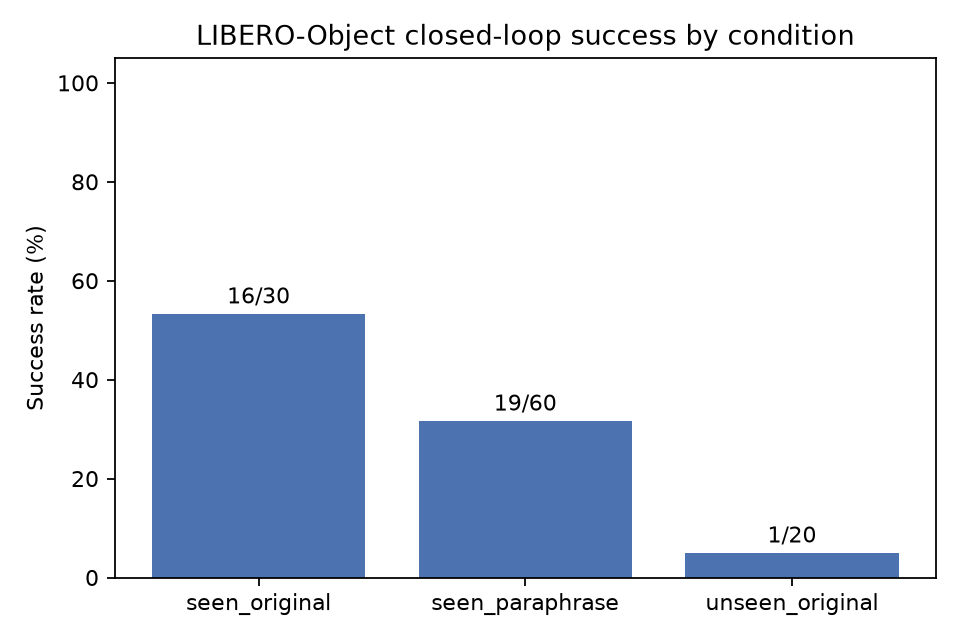 LIBERO-Object closed-loop success by condition
Success rate (%)
100
80
60
40
20
0
16/30
19/60
1/20
seen_original
seen_paraphrase
unseen_original